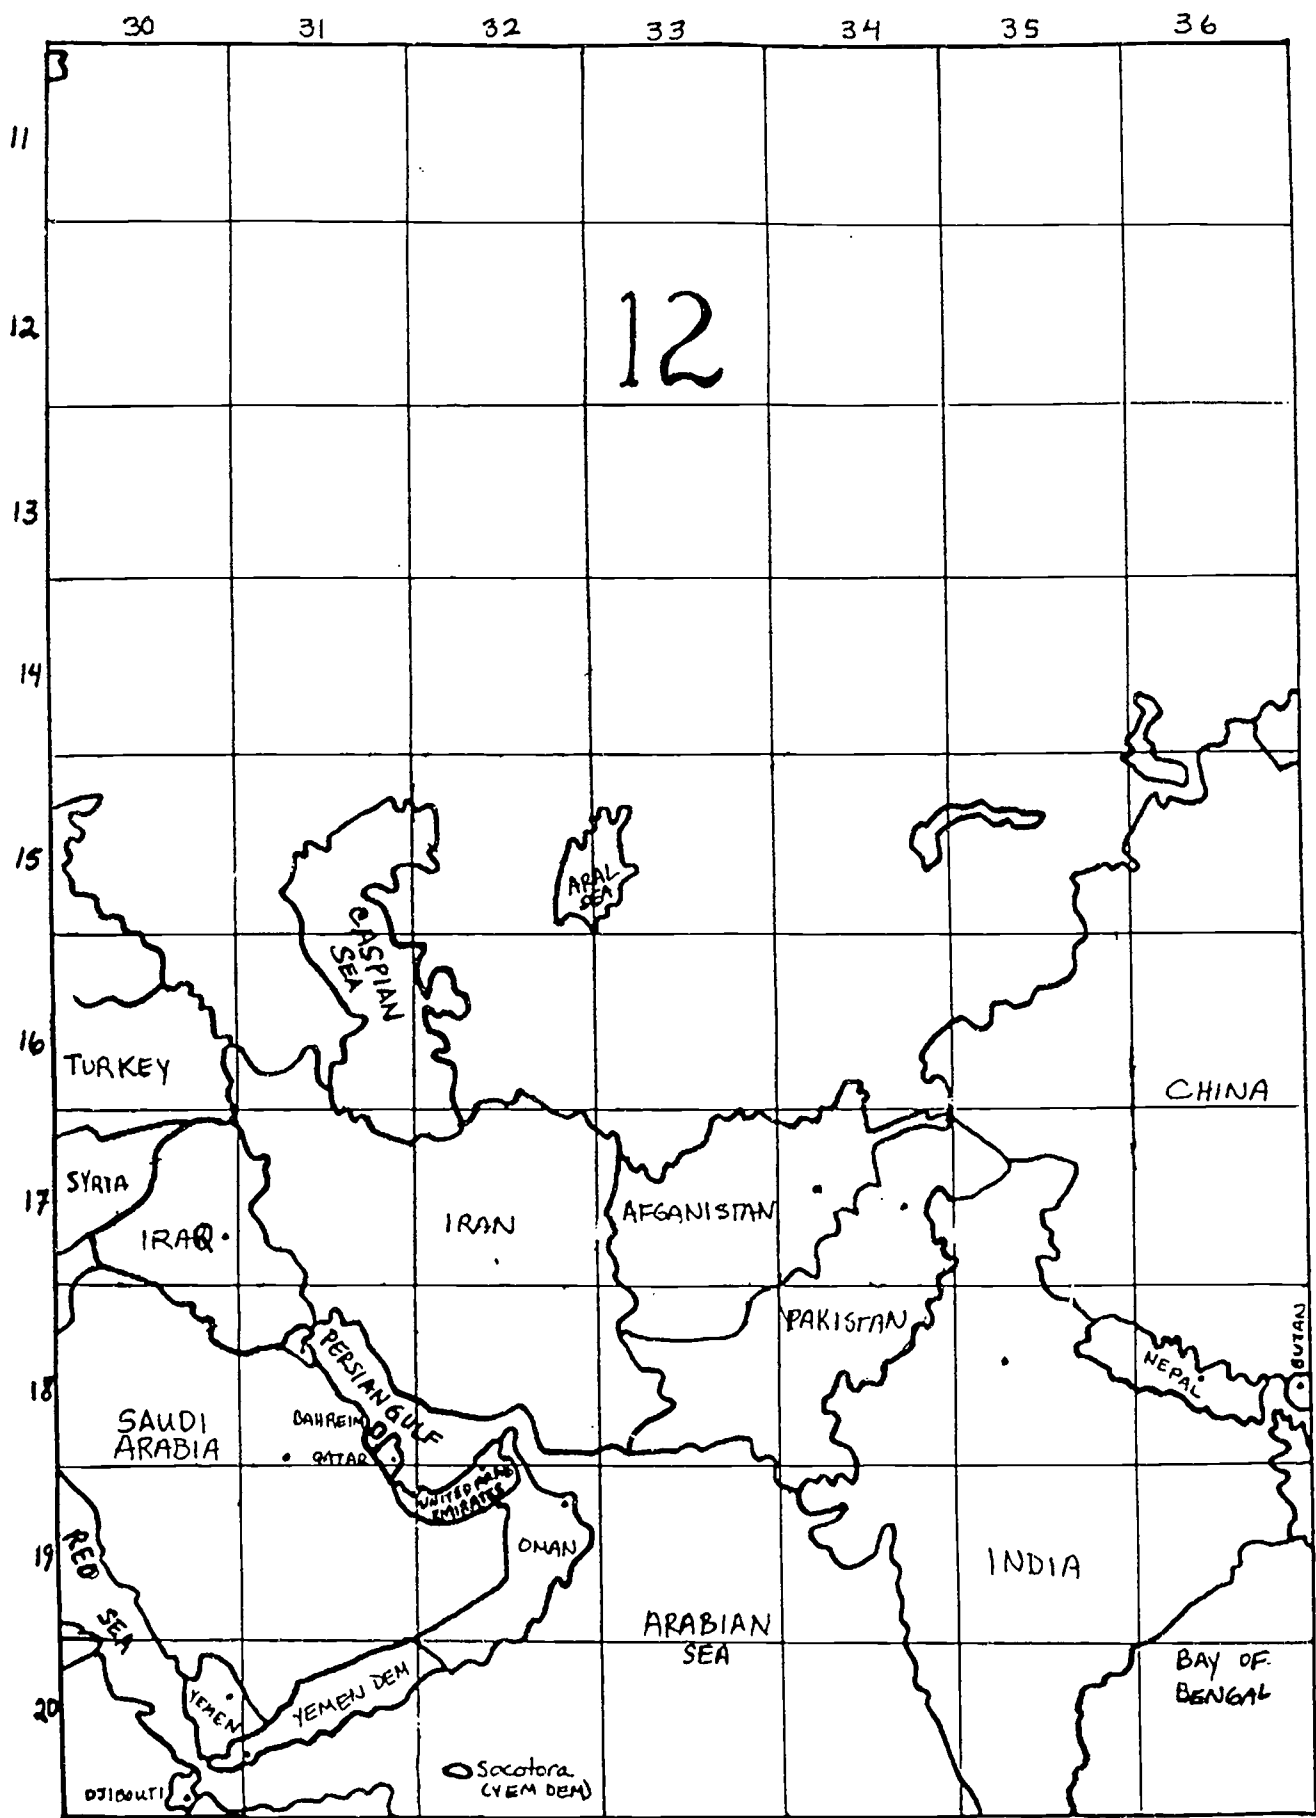 30 31 32 33 34 35 36
11
12
12
13
14
15
ARAL
SEA
CASPIAN
SEA
16
TURKEY
CHINA
17
SYRIA
IRAQ
IRAN
AFGANISTAN
PAKISTAN
PERSIAN GULF
NEPAL
BUTAN
18
SAUDI
ARABIA
BAHREIM
QATAR
UNITED ARAB
EMIRATES
19
RED
SEA
OMAN
INDIA
ARABIAN
SEA
BAY OF
BENGAL
20
YEMEN
YEMEN DEM
DJIBOUTI
Socotora
(YEM DEM)